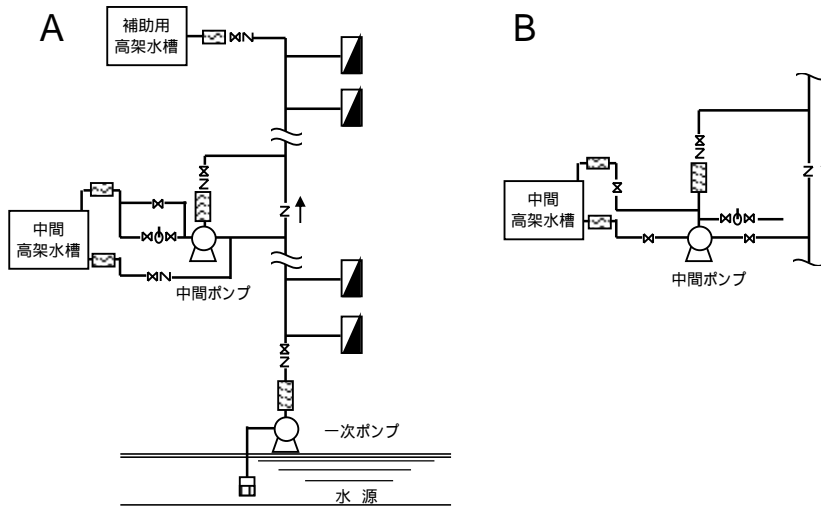 A
補助用
高架水槽
中間
高架水槽
中間ポンプ
一次ポンプ
水 源
B
中間
高架水槽
中間ポンプ